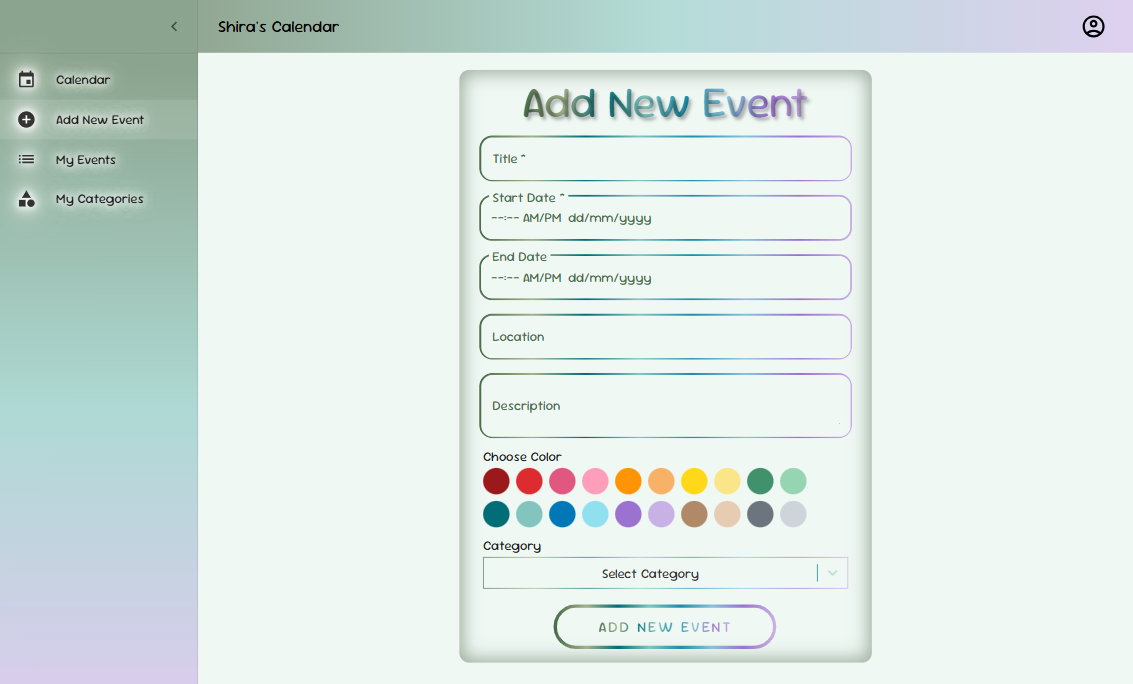 Shira's Calendar
Calendar
Add New Event
My Events
My Categories
Add New Event
Title *
Start Date *
--:-- AM/PM dd/mm/yyyy
End Date
--:-- AM/PM dd/mm/yyyy
Location
Description
Choose Color
Category
Select Category
ADD NEW EVENT